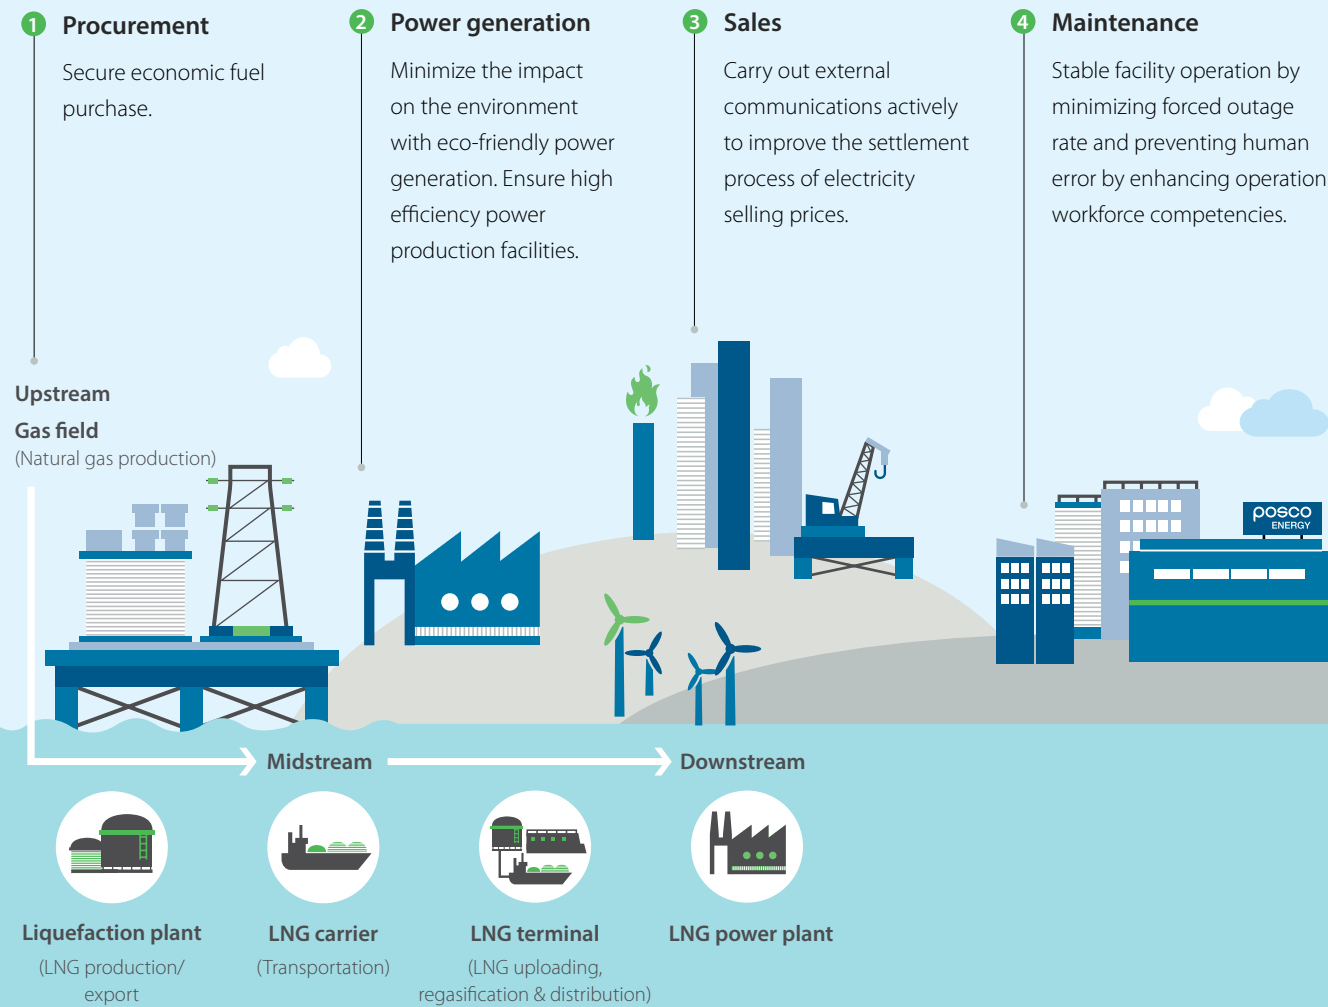 1 Procurement
Secure economic fuel
purchase.
2 Power generation
Minimize the impact
on the environment
with eco-friendly power
generation. Ensure high
efficiency power
production facilities.
3 Sales
Carry out external
communications actively
to improve the settlement
process of electricity
selling prices.
4 Maintenance
Stable facility operation by
minimizing forced outage
rate and preventing human
error by enhancing operation
workforce competencies.
Upstream
Gas field
(Natural gas production)
posco
ENERGY
Midstream
Downstream
Liquefaction plant
(LNG production/
export
LNG carrier
(Transportation)
LNG terminal
(LNG uploading,
regasification & distribution)
LNG power plant